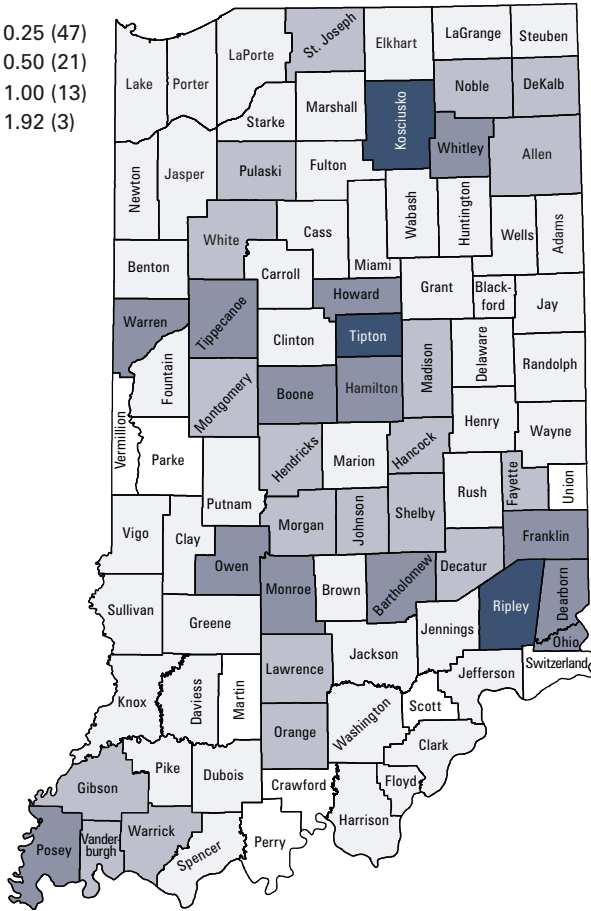 0.25 (47)
0.50 (21)
1.00 (13)
1.92 (3)
Lake
Porter
LaPorte
St. Joseph
Elkhart
LaGrange
Steuben
Noble
DeKalb
Starke
Marshall
Kosciusko
Whitley
Allen
Newton
Jasper
Pulaski
Fulton
Wabash
Huntington
Wells
Adams
White
Cass
Miami
Benton
Carroll
Grant
Black-
ford
Jay
Warren
Tippecanoe
Howard
Clinton
Tipton
Madison
Delaware
Randolph
Fountain
Montgomery
Boone
Hamilton
Vermillion
Parke
Putnam
Hendricks
Marion
Hancock
Henry
Wayne
Rush
Fayette
Union
Vigo
Clay
Owen
Morgan
Johnson
Shelby
Franklin
Monroe
Brown
Bartholomew
Decatur
Ripley
Dearborn
Ohio
Sullivan
Greene
Jennings
Switzerland
Lawrence
Jackson
Jefferson
Knox
Daviess
Martin
Orange
Washington
Scott
Clark
Pike
Dubois
Crawford
Floyd
Gibson
Harrison
Posey
Vander-
burgh
Warrick
Spencer
Perry